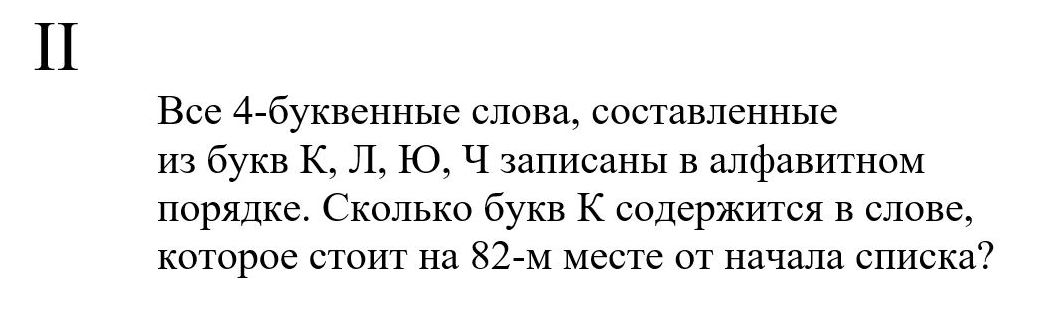 II
Все 4-буквенные слова, составленные
из букв К, Л, Ю, Ч записаны в алфавитном
порядке. Сколько букв К содержится в слове,
которое стоит на 82-м месте от начала списка?